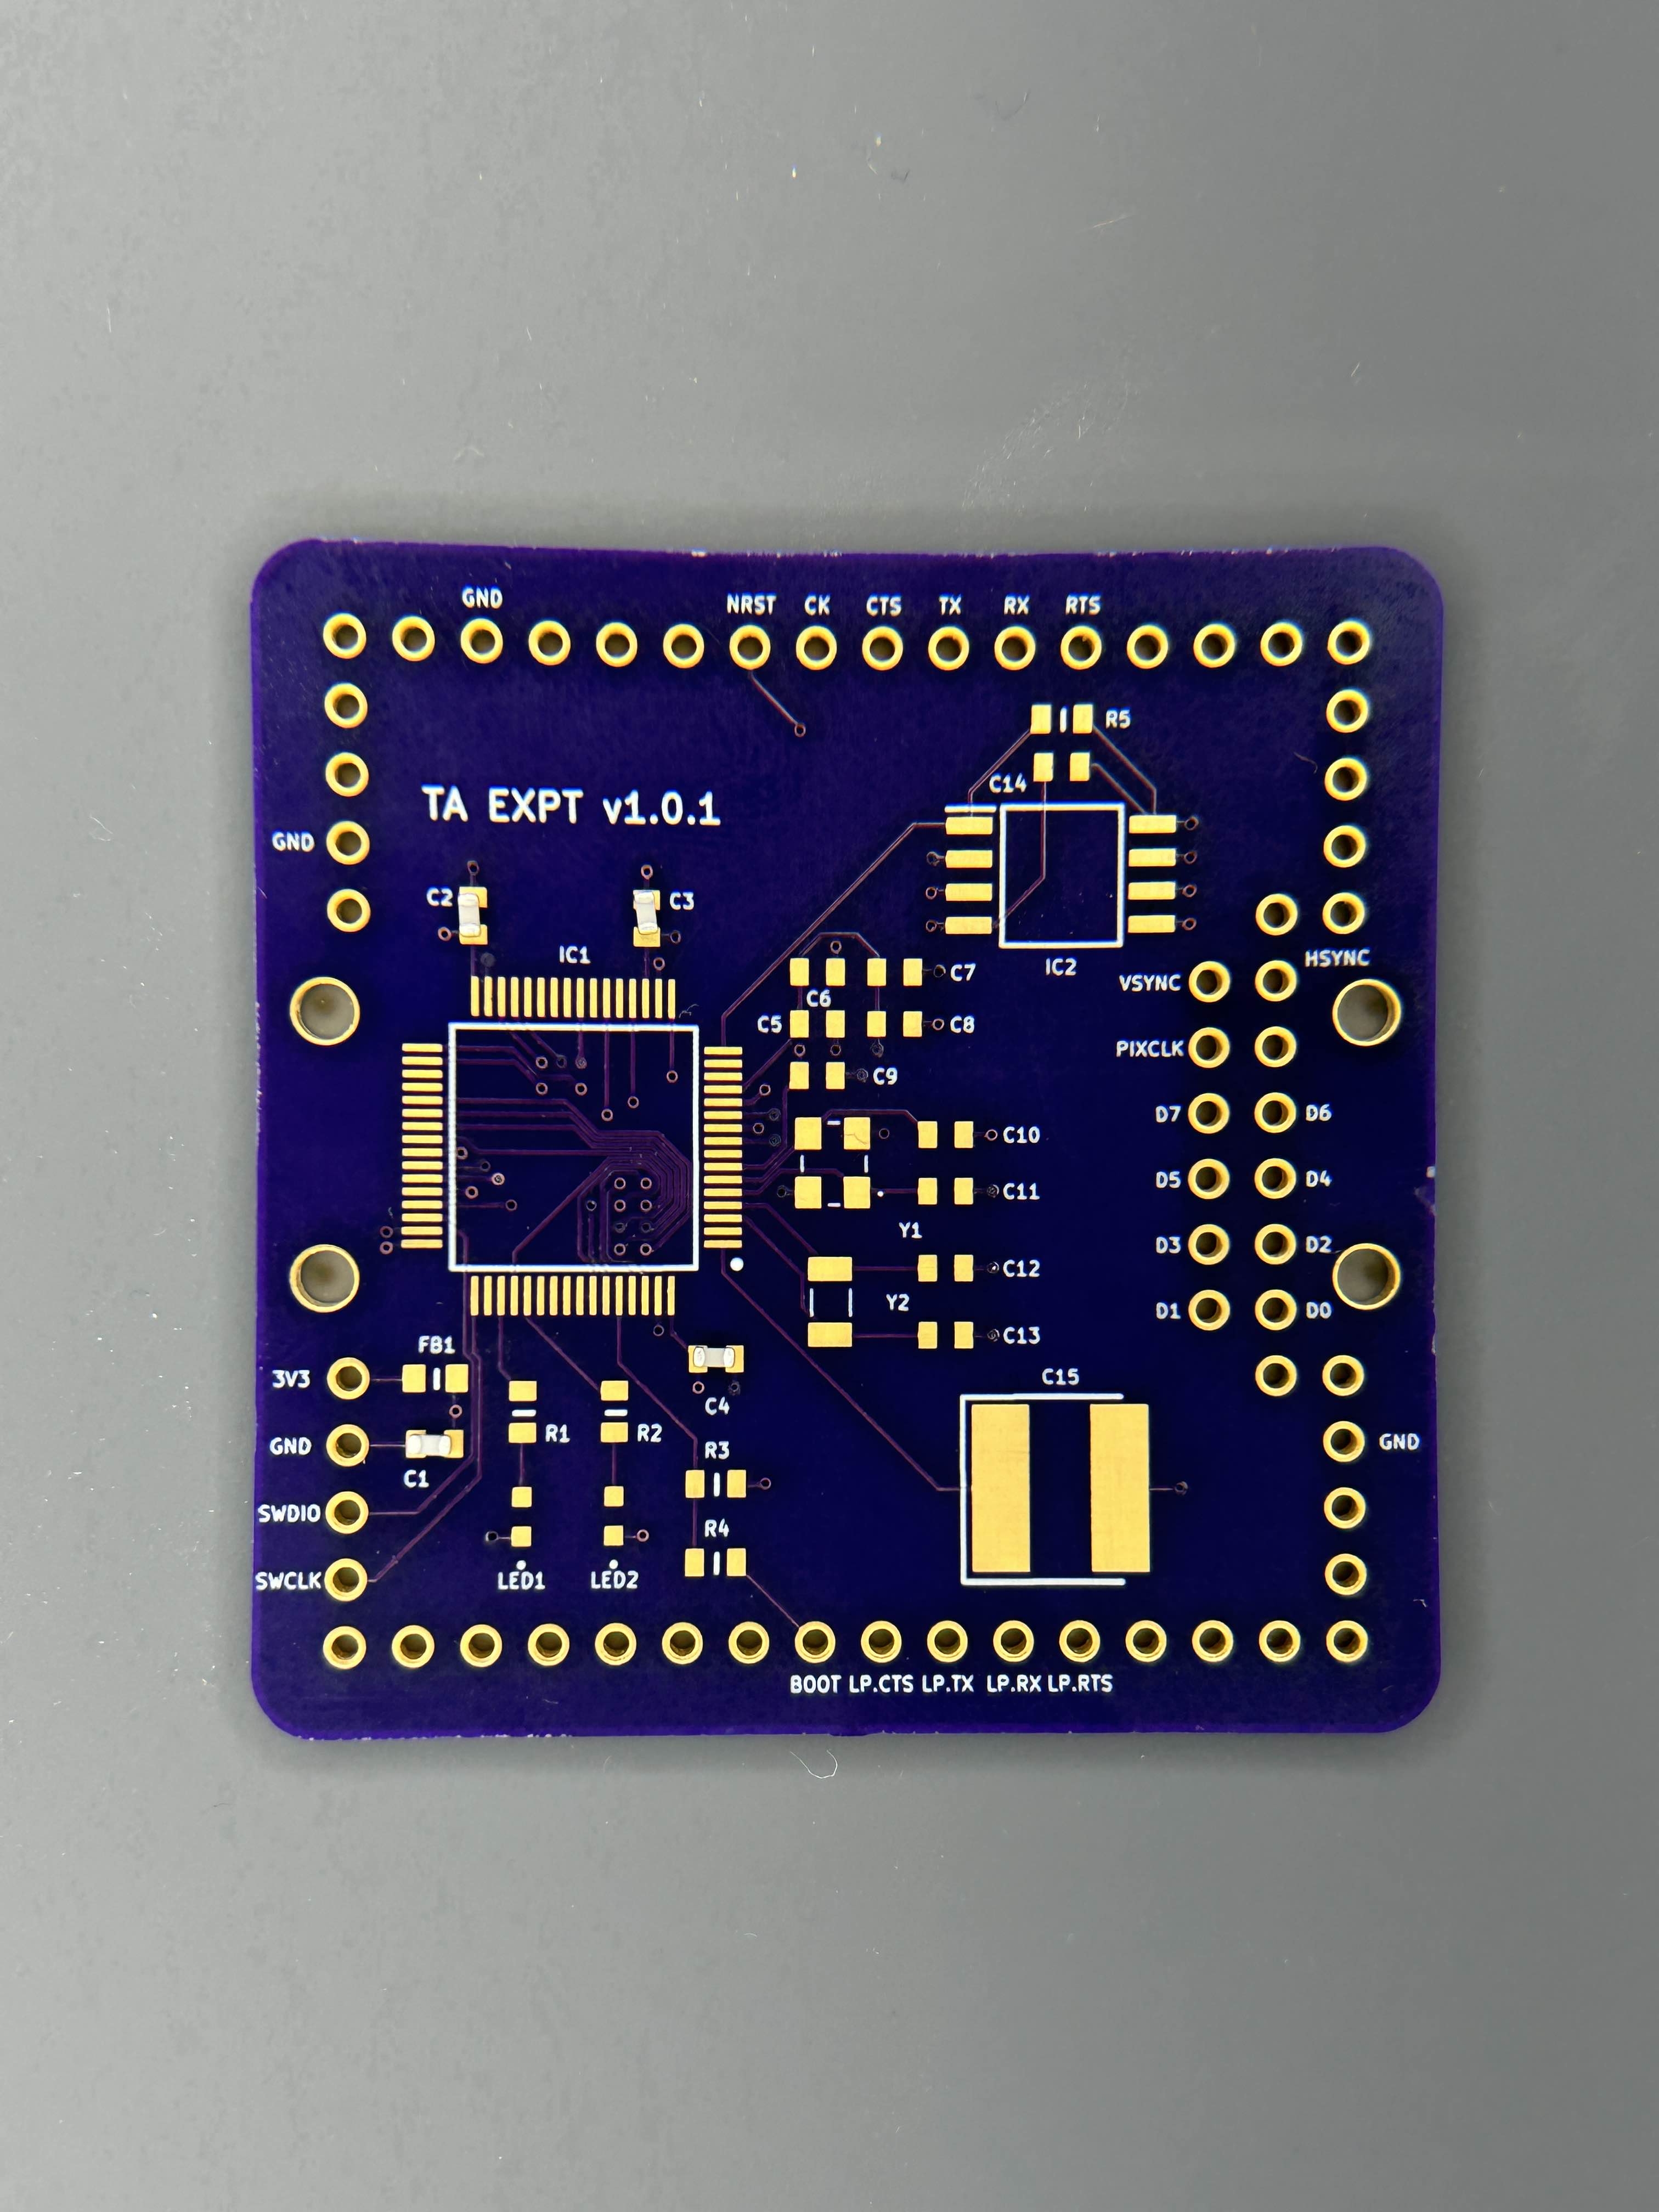 GND
NRST CK CTS TX RX RTS
R5
C14
TA EXPT v1.0.1
GND
C2
C3
IC1
IC2
HSYNC
VSYNC
C7
C6
C5
C8
PIXCLK
C9
D7 D6
C10
D5 D4
C11
Y1
D3 D2
C12
Y2
D1 D0
C13
FB1
3V3
C15
C4
R1
R2
GND
GND
R3
C1
SWDIO
R4
SWCLK
LED1
LED2
BOOT LP.CTS LP.TX LP.RX LP.RTS